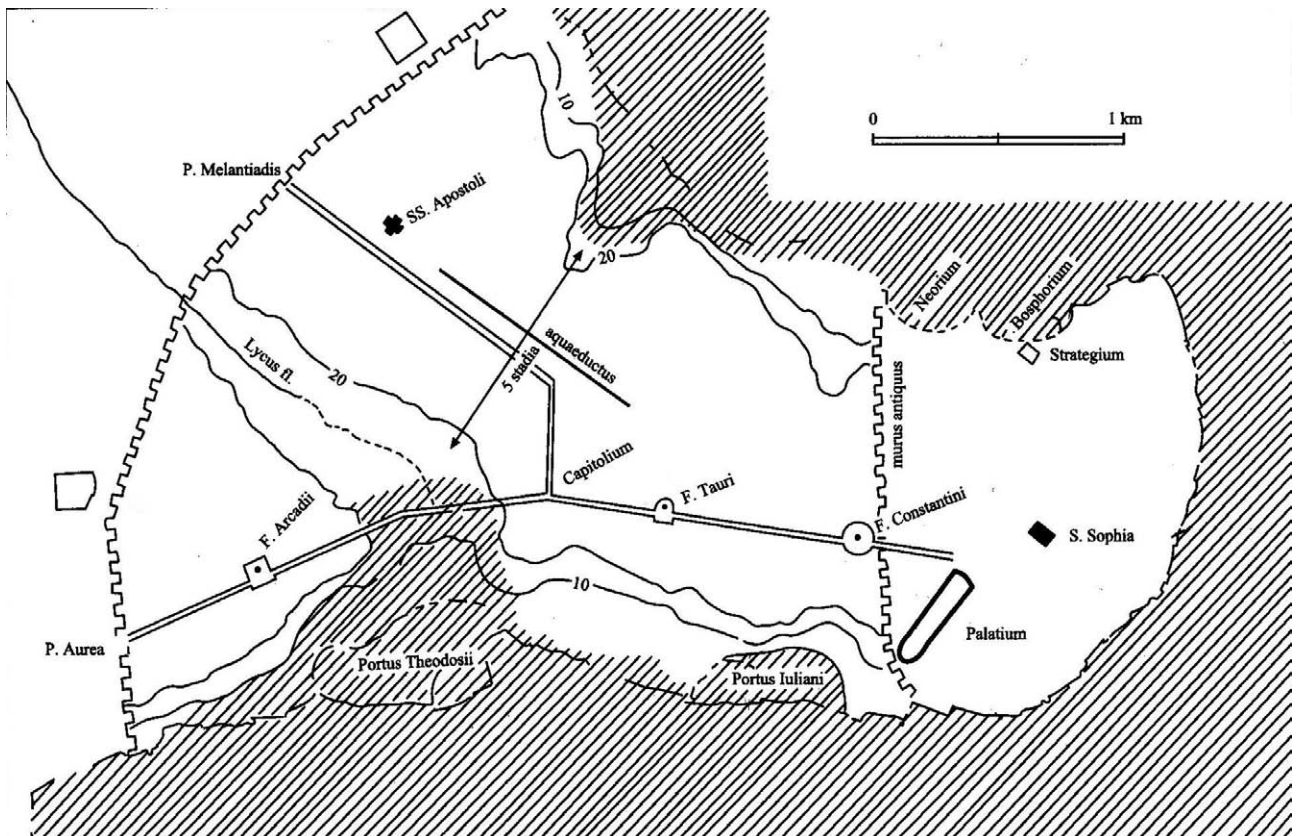 10
0
1 km
P. Melantiadis
SS. Apostoli
20
Neorium
Bosphorium
Strategium
aquaeductus
5 stadia
Lycus fl.
20
murus antiquus
Capitolium
F. Tauri
F. Constantini
S. Sophia
F. Arcadii
10
Palatium
P. Aurea
Portus Theodosii
Portus Iuliani